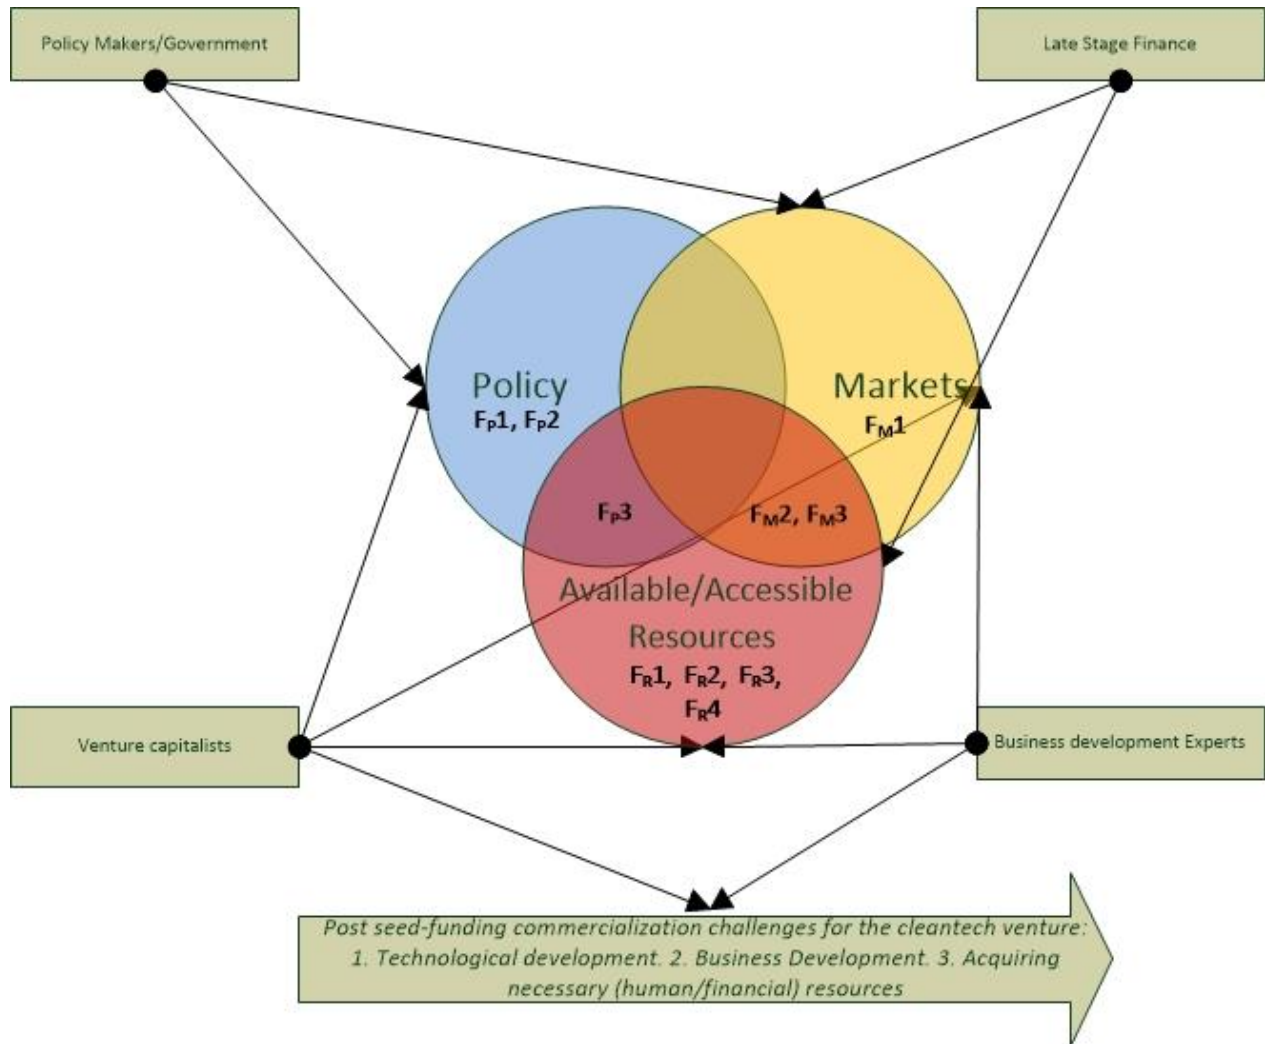 Policy Makers/Government
Late Stage Finance
Policy
FP1, FP2
Markets
FM1
FP3
FM2, FM3
Available/Accessible
Resources
FR1, FR2, FR3,
FR4
Venture capitalists
Business development Experts
Post seed-funding commercialization challenges for the cleantech venture:
1. Technological development. 2. Business Development. 3. Acquiring
necessary (human/financial) resources